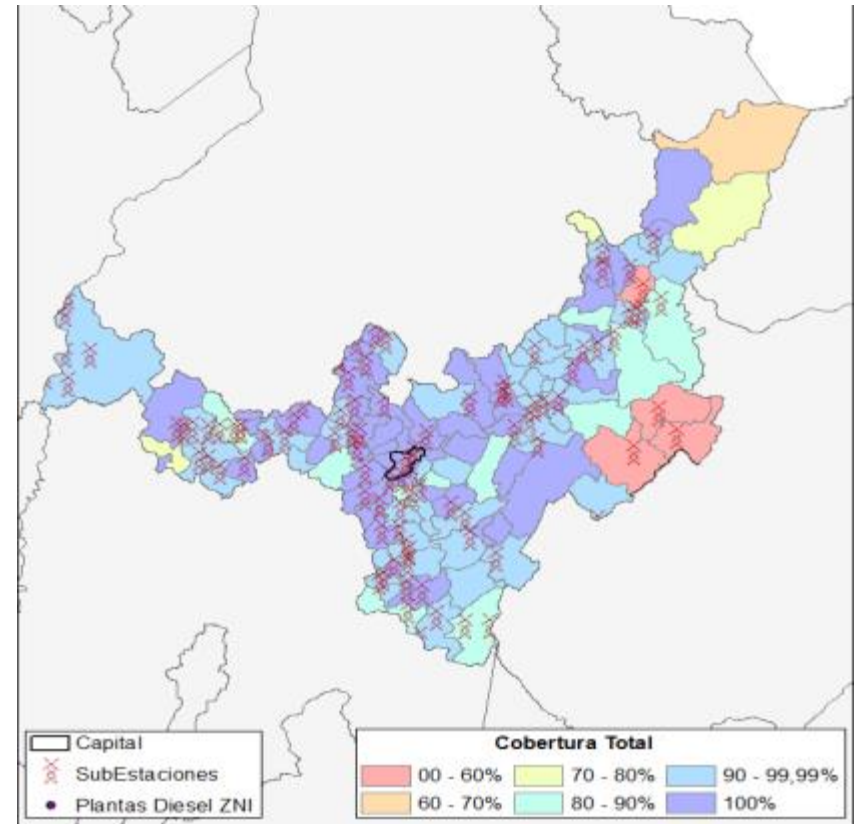 Capital
SubEstaciones
Plantas Diesel ZNI
Cobertura Total
00 - 60%
70 - 80%
90 - 99,99%
60 - 70%
80 - 90%
100%